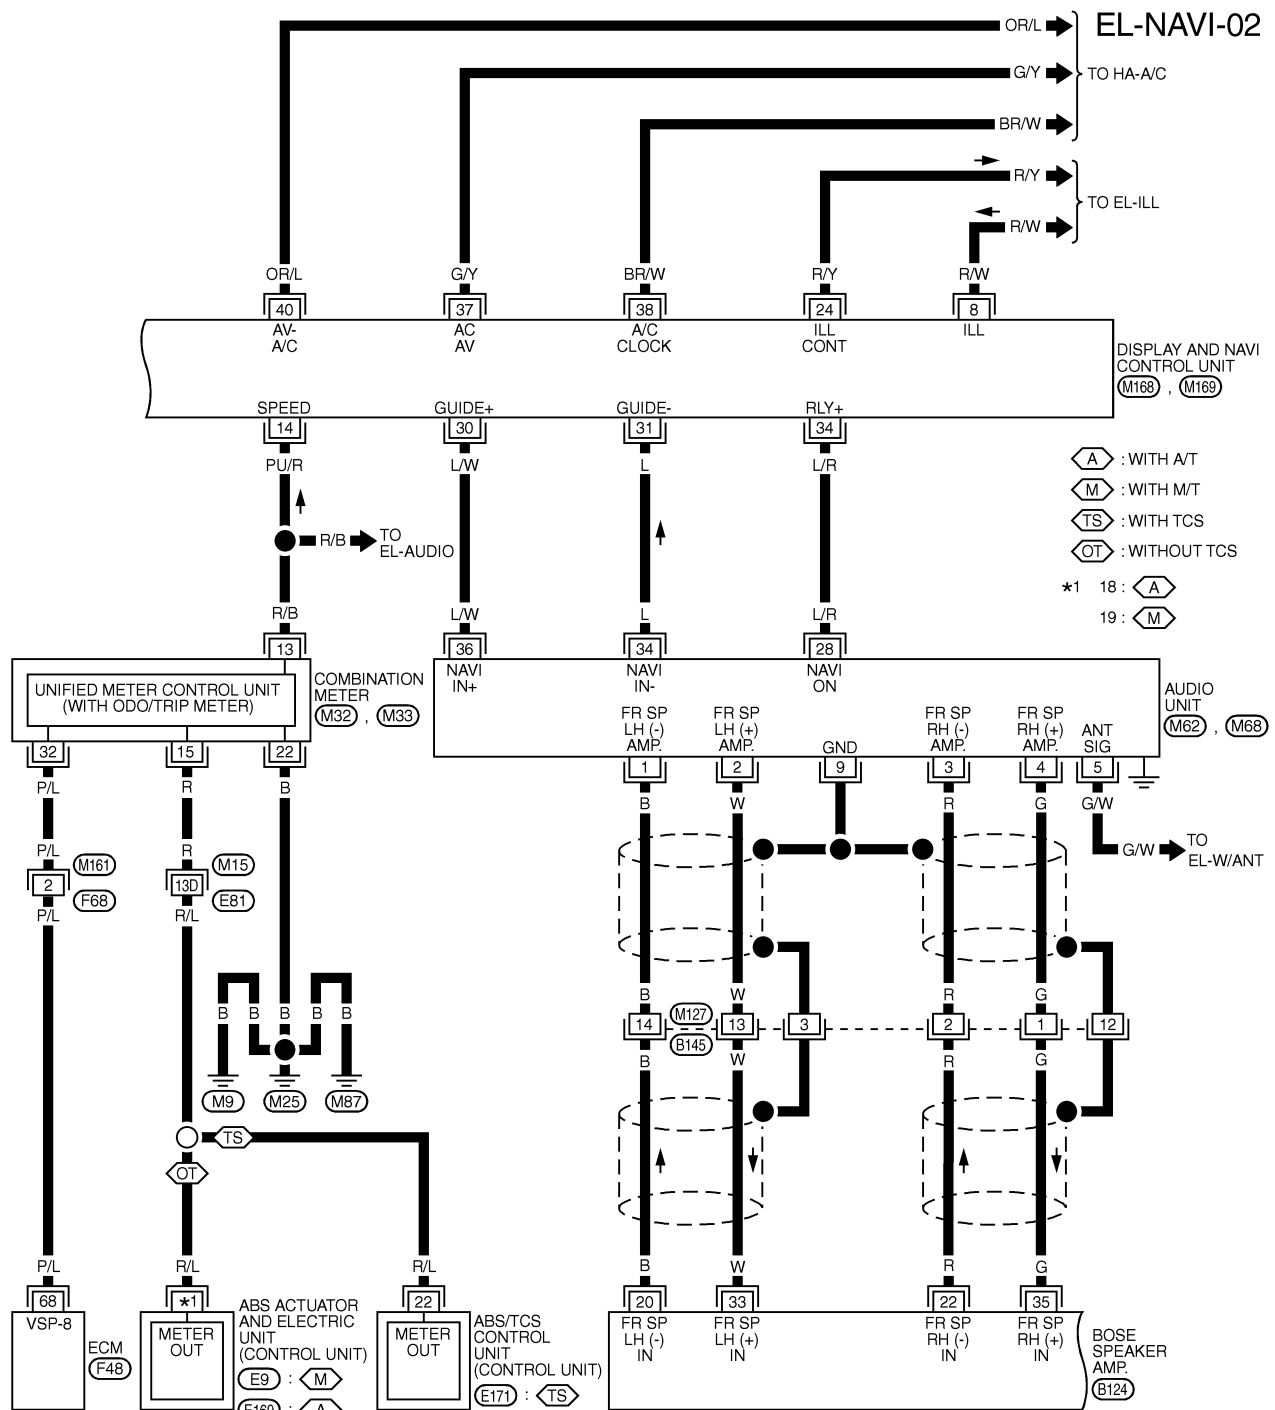 OR/L
EL-NAVI-02
G/Y
TO HA-A/C
BR/W
R/Y
TO EL-ILL
R/W
OR/L
G/Y
BR/W
R/Y
R/W
40
37
38
24
8
AV-
A/C
AC
AV
A/C
CLOCK
ILL
CONT
ILL
DISPLAY AND NAVI
CONTROL UNIT
M168 , M169
SPEED
GUIDE+
GUIDE-
RLY+
14
30
31
34
PU/R
L/W
L
L/R
A : WITH A/T
M : WITH M/T
TS : WITH TCS
OT : WITHOUT TCS
*1 18 : A
19 : M
R/B
TO
EL-AUDIO
R/B
L/W
L
L/R
13
36
34
28
UNIFIED METER CONTROL UNIT
(WITH ODO/TRIP METER)
COMBINATION
METER
M32 , M33
NAVI
IN+
NAVI
IN-
NAVI
ON
AUDIO
UNIT
M62 , M68
FR SP
LH (-)
AMP.
FR SP
LH (+)
AMP.
GND
FR SP
RH (-)
AMP.
FR SP
RH (+)
AMP.
ANT
SIG
32
15
22
1
2
9
3
4
5
P/L
R
B
B
W
R
G
G/W
G/W
TO
EL-W/ANT
P/L
R
M161
M15
2
13D
F68
E81
P/L
R/L
B
B
B
B
B
M9
M25
M87
B
W
R
G
14
M127
B145
13
3
2
1
12
B
W
R
G
TS
OT
P/L
R/L
R/L
B
W
R
G
68
*1
22
20
33
22
35
VSP-8
ECM
F48
METER
OUT
ABS ACTUATOR
AND ELECTRIC
UNIT
(CONTROL UNIT)
E9 : M
E169 : A
METER
OUT
ABS/TCS
CONTROL
UNIT
(CONTROL UNIT)
E171 : TS
FR SP
LH (-)
IN
FR SP
LH (+)
IN
FR SP
RH (-)
IN
FR SP
RH (+)
IN
BOSE
SPEAKER
AMP.
B124